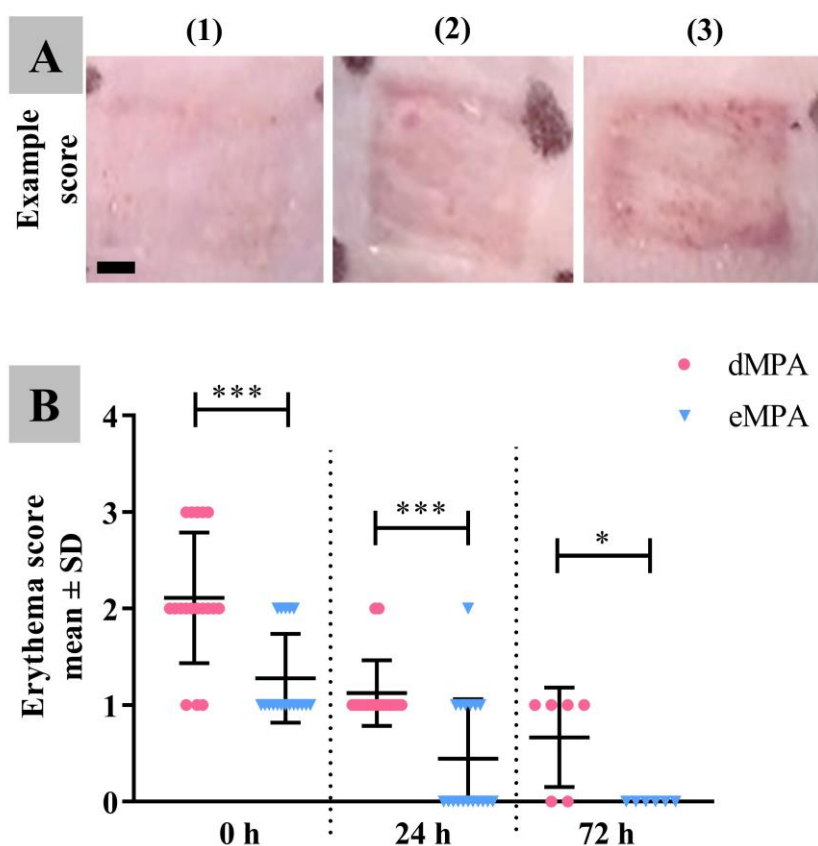 (1) (2) (3)
A
Example
score
B
dMPA
eMPA
***
***
*
4
3
2
1
0
Erythema score
mean ± SD
0 h 24 h 72 h